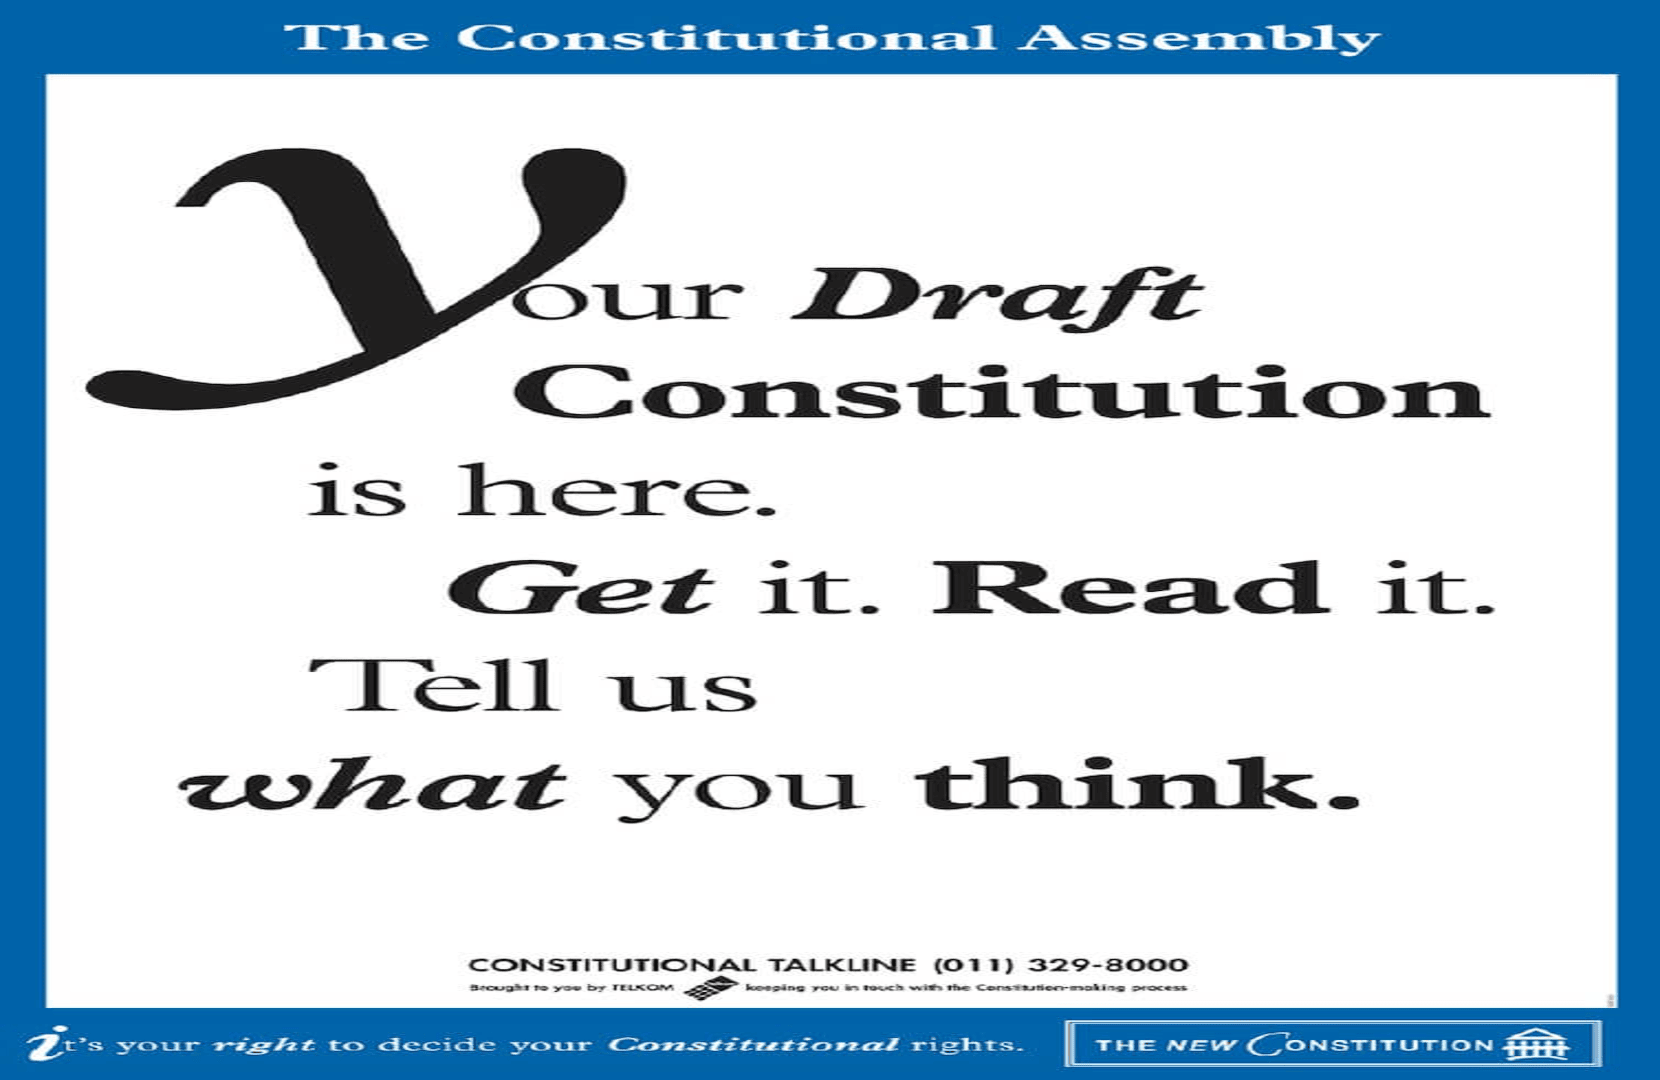 The Constitutional Assembly
Your Draft
Constitution
is here.
Get it. Read it.
Tell us
what you think.
CONSTITUTIONAL TALKLINE (011) 329-8000
Brought to you by TELKOM keeping you in touch with the Constitution-making process
it's your right to decide your Constitutional rights.
THE NEW CONSTITUTION